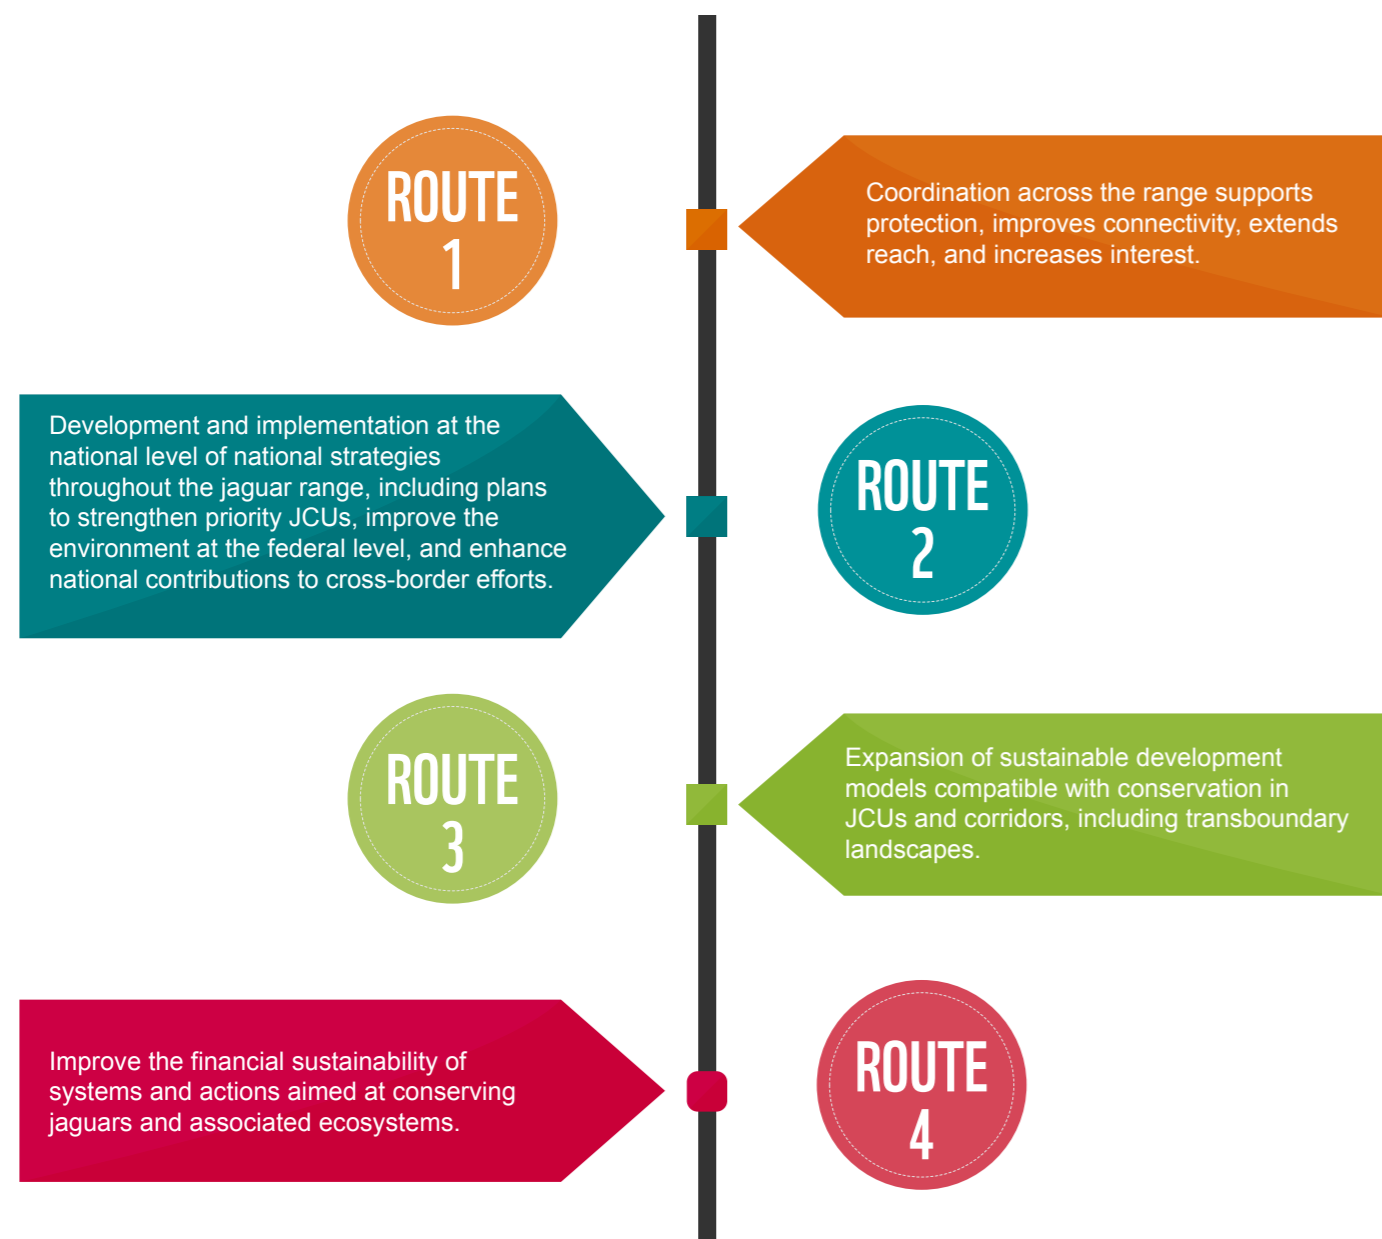 ROUTE
1
Coordination across the range supports
protection, improves connectivity, extends
reach, and increases interest.
Development and implementation at the
national level of national strategies
throughout the jaguar range, including plans
to strengthen priority JCUs, improve the
environment at the federal level, and enhance
national contributions to cross-border efforts.
ROUTE
2
ROUTE
3
Expansion of sustainable development
models compatible with conservation in
JCUs and corridors, including transboundary
landscapes.
Improve the financial sustainability of
systems and actions aimed at conserving
jaguars and associated ecosystems.
ROUTE
4